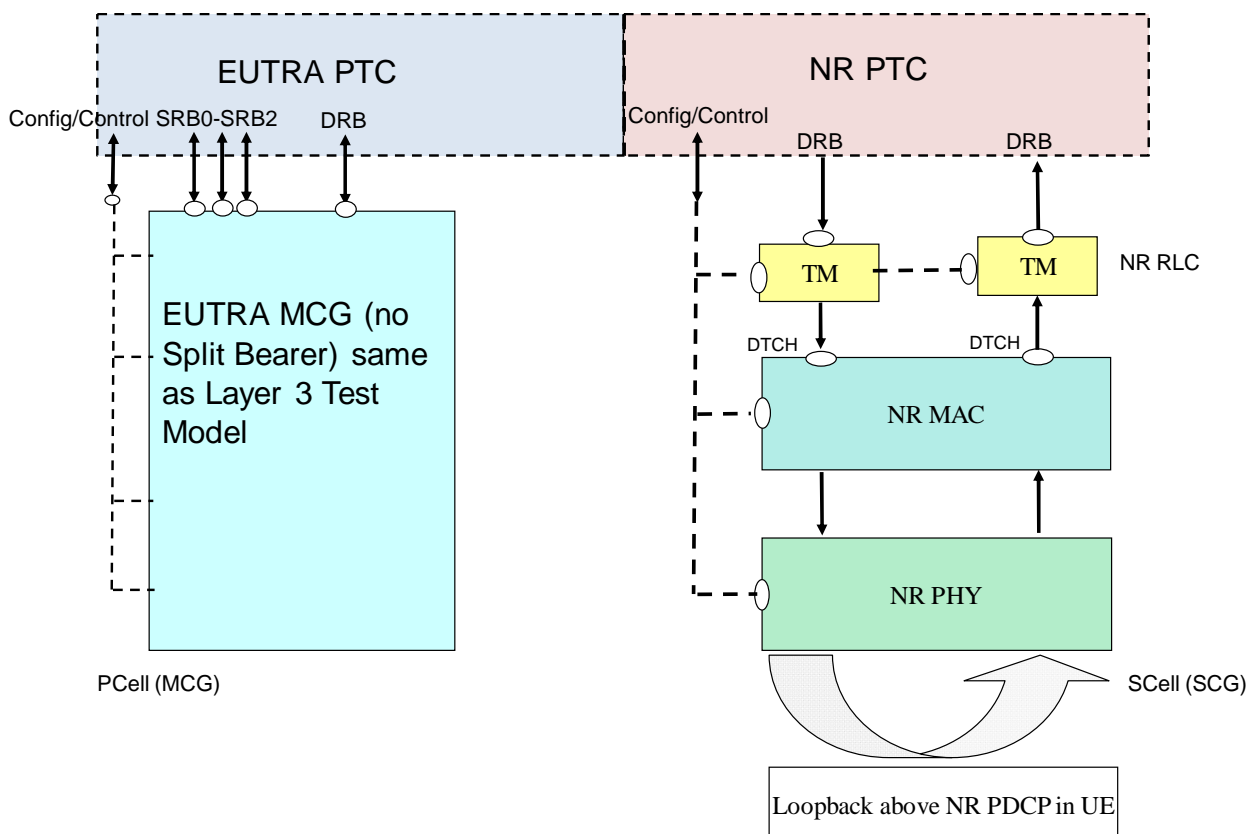 EUTRA PTC
NR PTC
Config/Control SRB0-SRB2
DRB
Config/Control
DRB
DRB
TM
TM
NR RLC
EUTRA MCG (no
Split Bearer) same
as Layer 3 Test
Model
DTCH
DTCH
NR MAC
NR PHY
PCell (MCG)
SCell (SCG)
Loopback above NR PDCP in UE